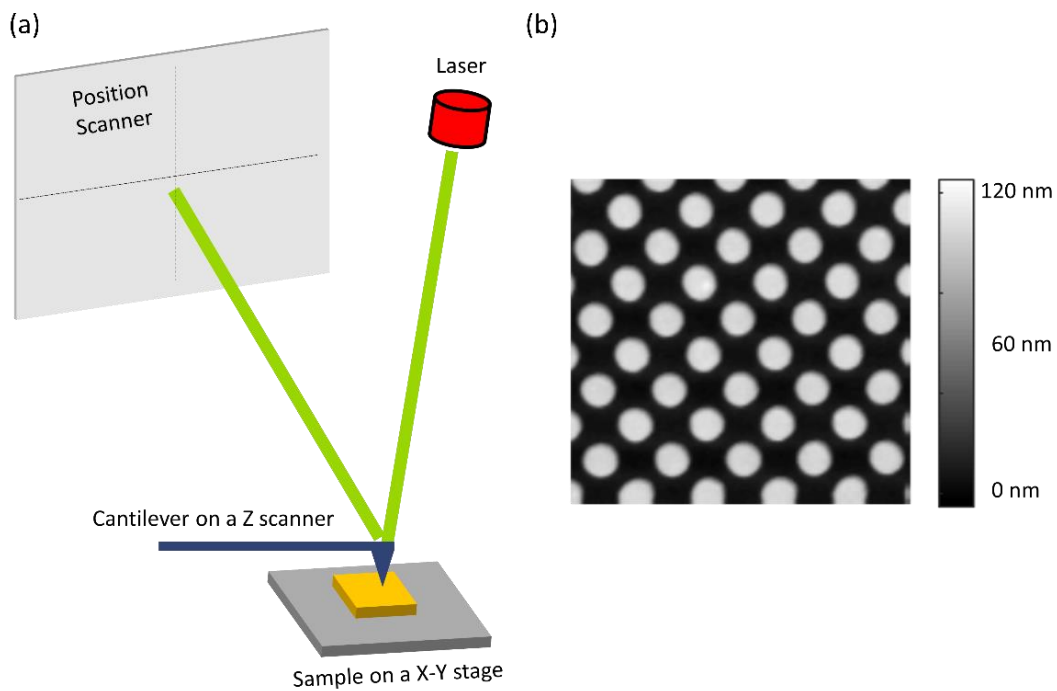 (a)
(b)
Position
Scanner
Laser
Cantilever on a Z scanner
Sample on a X-Y stage
120 nm
60 nm
0 nm